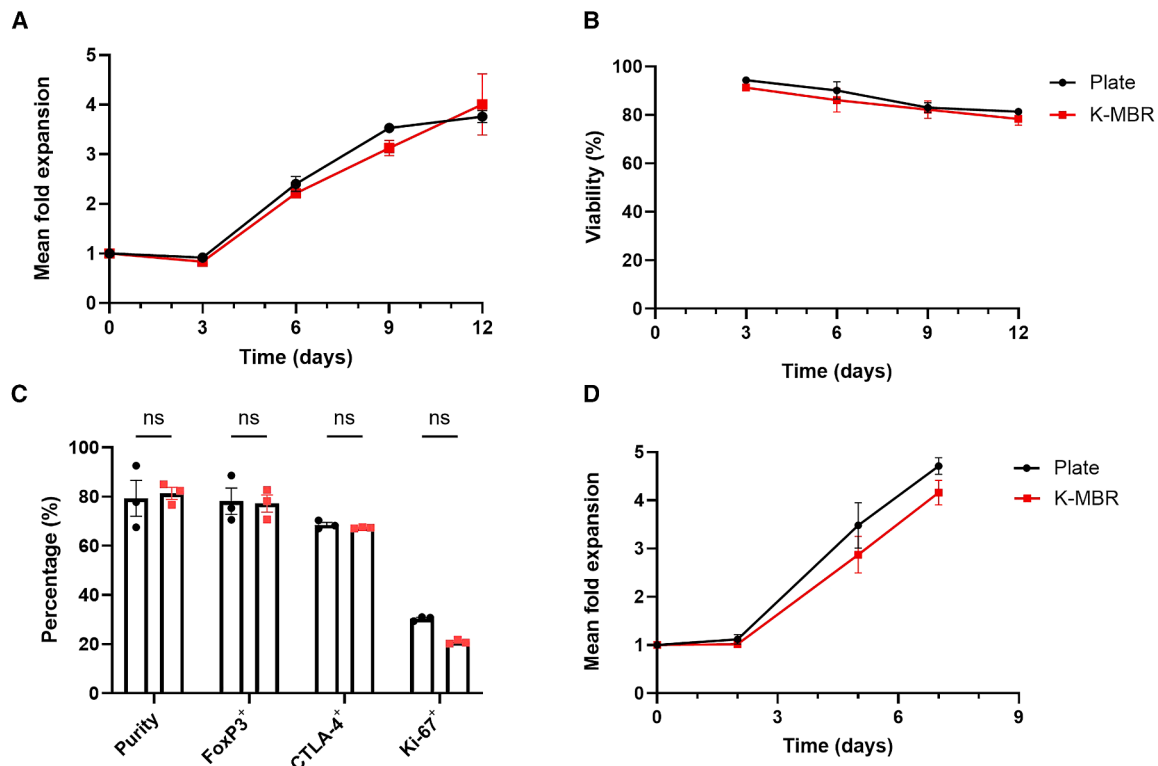 A
Mean fold expansion
5
4
3
2
1
0
0 3 6 9 12
Time (days)
B
Viability (%)
100
80
60
40
20
0
0 3 6 9 12
Time (days)
Plate
K-MBR
C
ns ns ns ns
Percentage (%)
100
80
60
40
20
0
Purity FoxP3⁺ CTLA-4⁺ Ki-67⁺
D
Mean fold expansion
5
4
3
2
1
0
0 3 6 9
Time (days)
Plate
K-MBR